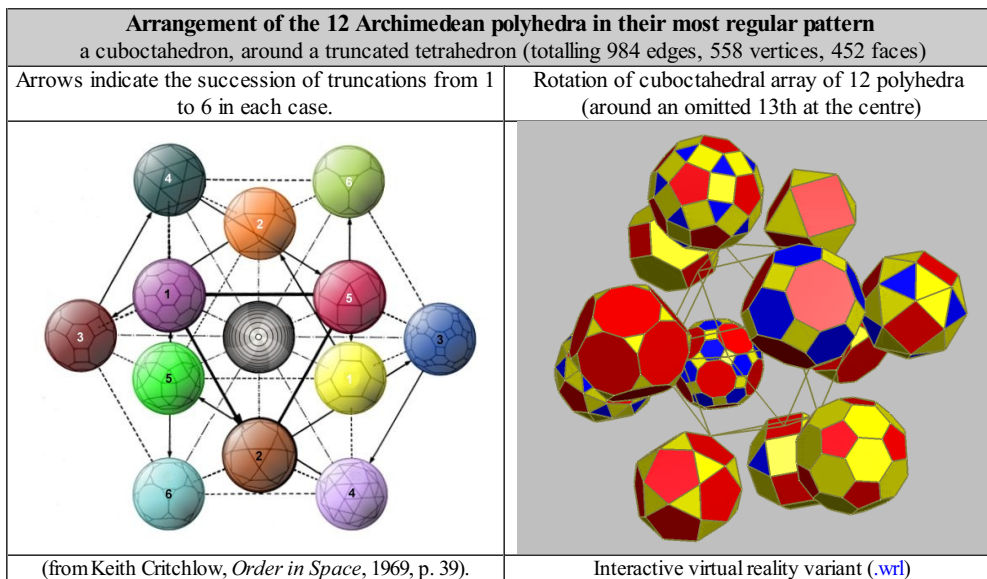 Arrangement of the 12 Archimedean polyhedra in their most regular pattern
a cuboctahedron, around a truncated tetrahedron (totalling 984 edges, 558 vertices, 452 faces)
Arrows indicate the succession of truncations from 1
to 6 in each case.
Rotation of cuboctahedral array of 12 polyhedra
(around an omitted 13th at the centre)
4
6
2
1
5
3
3
5
1
2
6
4
(from Keith Critchlow, Order in Space, 1969, p. 39).
Interactive virtual reality variant (.wrl)